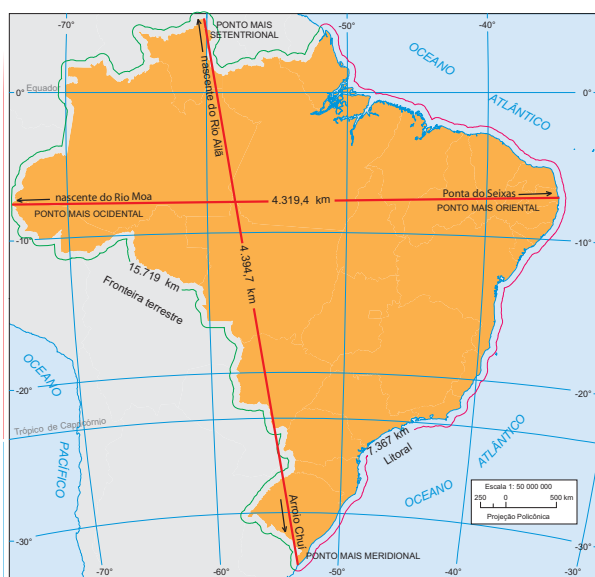 -70°
-50°
-40°
PONTO MAIS
SETENTRIONAL
OCEANO
ATLÂNTICO
Equador
0°
0°
nascente do Rio Ailã
nascente do Rio Moa
PONTO MAIS OCIDENTAL
4.319,4 km
Ponta do Seixas
PONTO MAIS ORIENTAL
-10°
-10°
4.394,7 km
15.719 km
Fronteira terrestre
OCEANO
PACÍFICO
-20°
-20°
Trópico de Capricórnio
7.367 km
Litoral
ATLÂNTICO
OCEANO
Arroio Chuí
PONTO MAIS MERIDIONAL
Escala 1: 50 000 000
250 0 500 km
Projeção Policônica
-30°
-30°
-70°
-60°
-50°
-40°
-30°